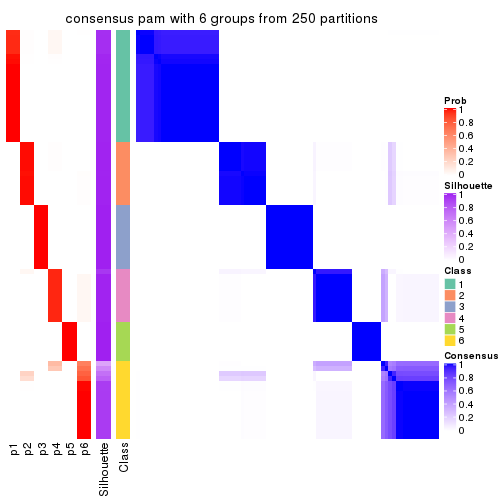 consensus pam with 6 groups from 250 partitions
Prob
1
0.8
0.6
0.4
0.2
0
Silhouette
1
0.8
0.6
0.4
0.2
0
Class
1
2
3
4
5
6
Consensus
1
0.8
0.6
0.4
0.2
0
p1
p2
p3
p4
p5
p6
Silhouette
Class